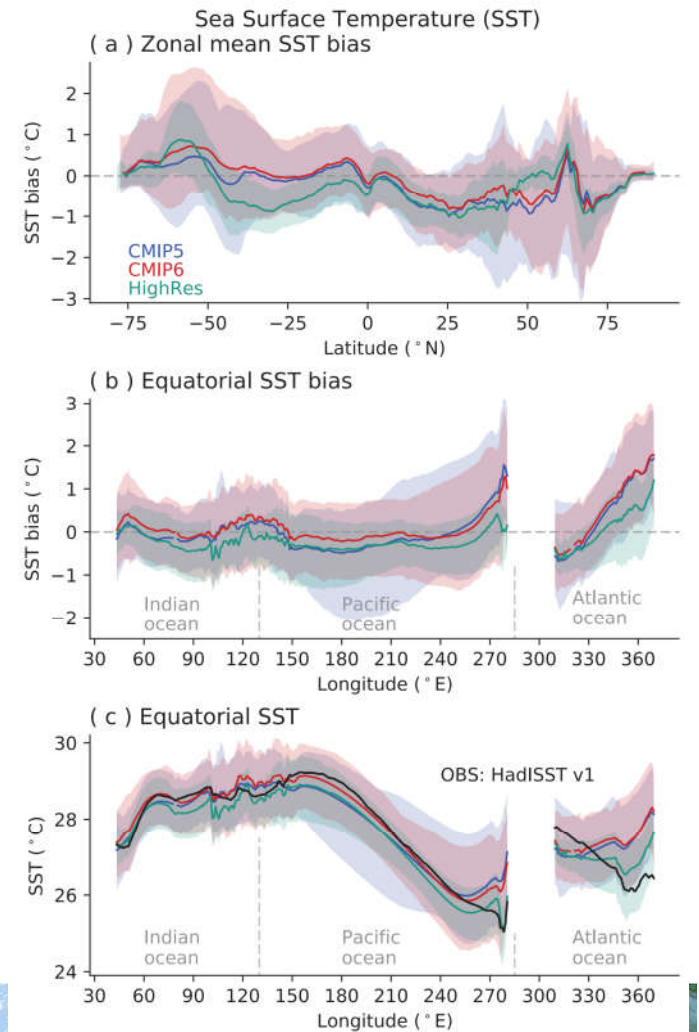 Sea Surface Temperature (SST)
( a ) Zonal mean SST bias
2
1
0
−1
−2
−3
SST bias (°C)
CMIP5
CMIP6
HighRes
−75 −50 −25 0 25 50 75
Latitude (°N)
( b ) Equatorial SST bias
3
2
1
0
−1
−2
SST bias (°C)
Indian ocean
Pacific ocean
Atlantic ocean
30 60 90 120 150 180 210 240 270 300 330 360
Longitude (°E)
( c ) Equatorial SST
30
28
26
24
SST (°C)
OBS: HadISST v1
Indian ocean
Pacific ocean
Atlantic ocean
30 60 90 120 150 180 210 240 270 300 330 360
Longitude (°E)